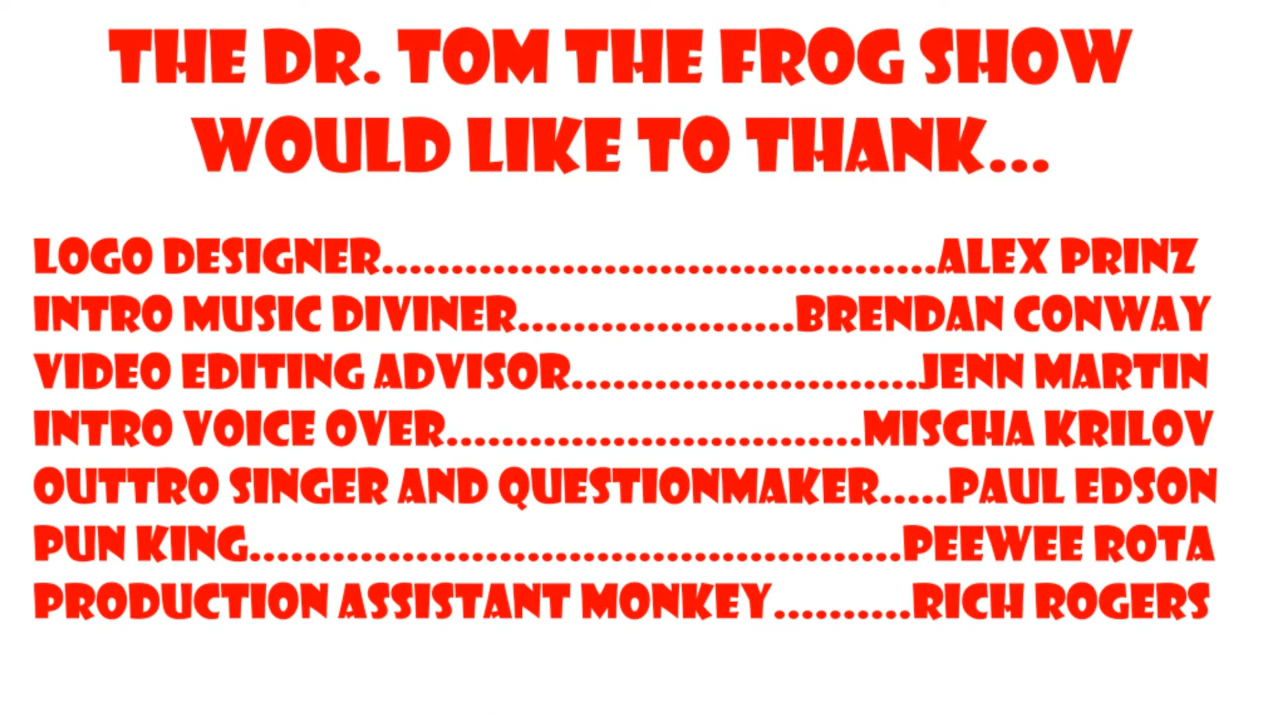 THE DR. TOM THE FROG SHOW
WOULD LIKE TO THANK...
LOGO DESIGNER........................................ALEX PRINZ
INTRO MUSIC DIVINER....................BRENDAN CONWAY
VIDEO EDITING ADVISOR.........................JENN MARTIN
INTRO VOICE OVER..............................MISCHA KRILOV
OUTTRO SINGER AND QUESTIONMAKER.....PAUL EDSON
PUN KING...............................................PEEWEE ROTA
PRODUCTION ASSISTANT MONKEY..........RICH ROGERS